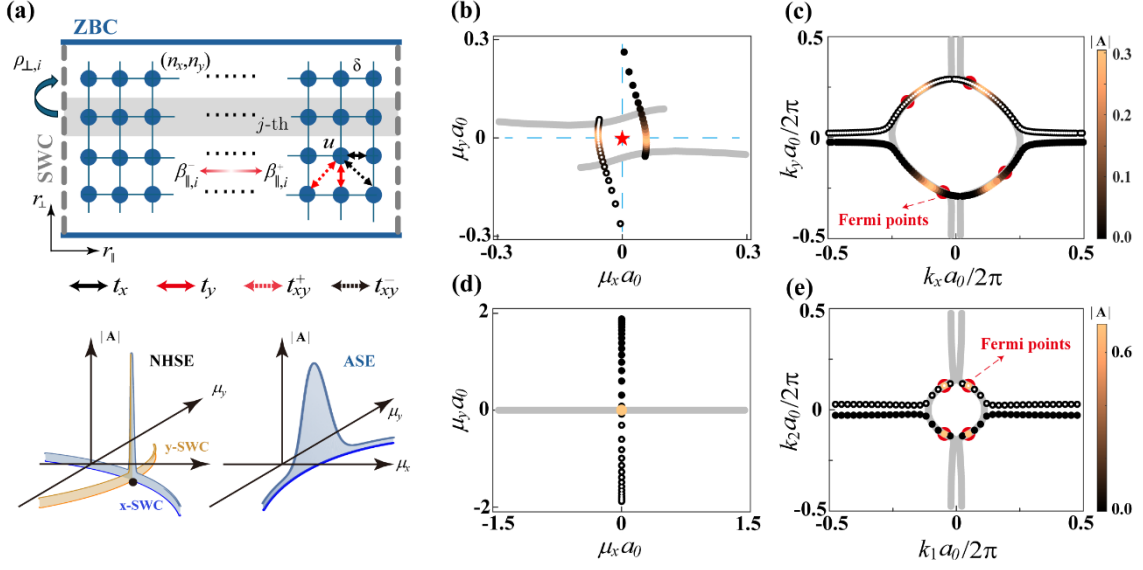 (a)
ZBC
ρ⊥,i
(nx,ny)
......
δ
......
j-th
SWC
......
u
β−∥,i
β+∥,i
......
r⊥
r∥
tx
ty
t+xy
t−xy
|A|
NHSE
μy
y-SWC
x-SWC
|A|
ASE
μy
μx
(b)
0.3
μya0
0
-0.3
-0.3
0
0.3
μxa0
(c)
0.5
kya0/2π
0
-0.5
-0.5
0
0.5
kxa0/2π
Fermi points
|A|
0.3
0.2
0.1
0.0
(d)
2
μya0
0
-2
-1.5
0
1.5
μxa0
(e)
0.5
k2a0/2π
0
-0.5
-0.5
0
0.5
k1a0/2π
Fermi points
|A|
0.6
0.0